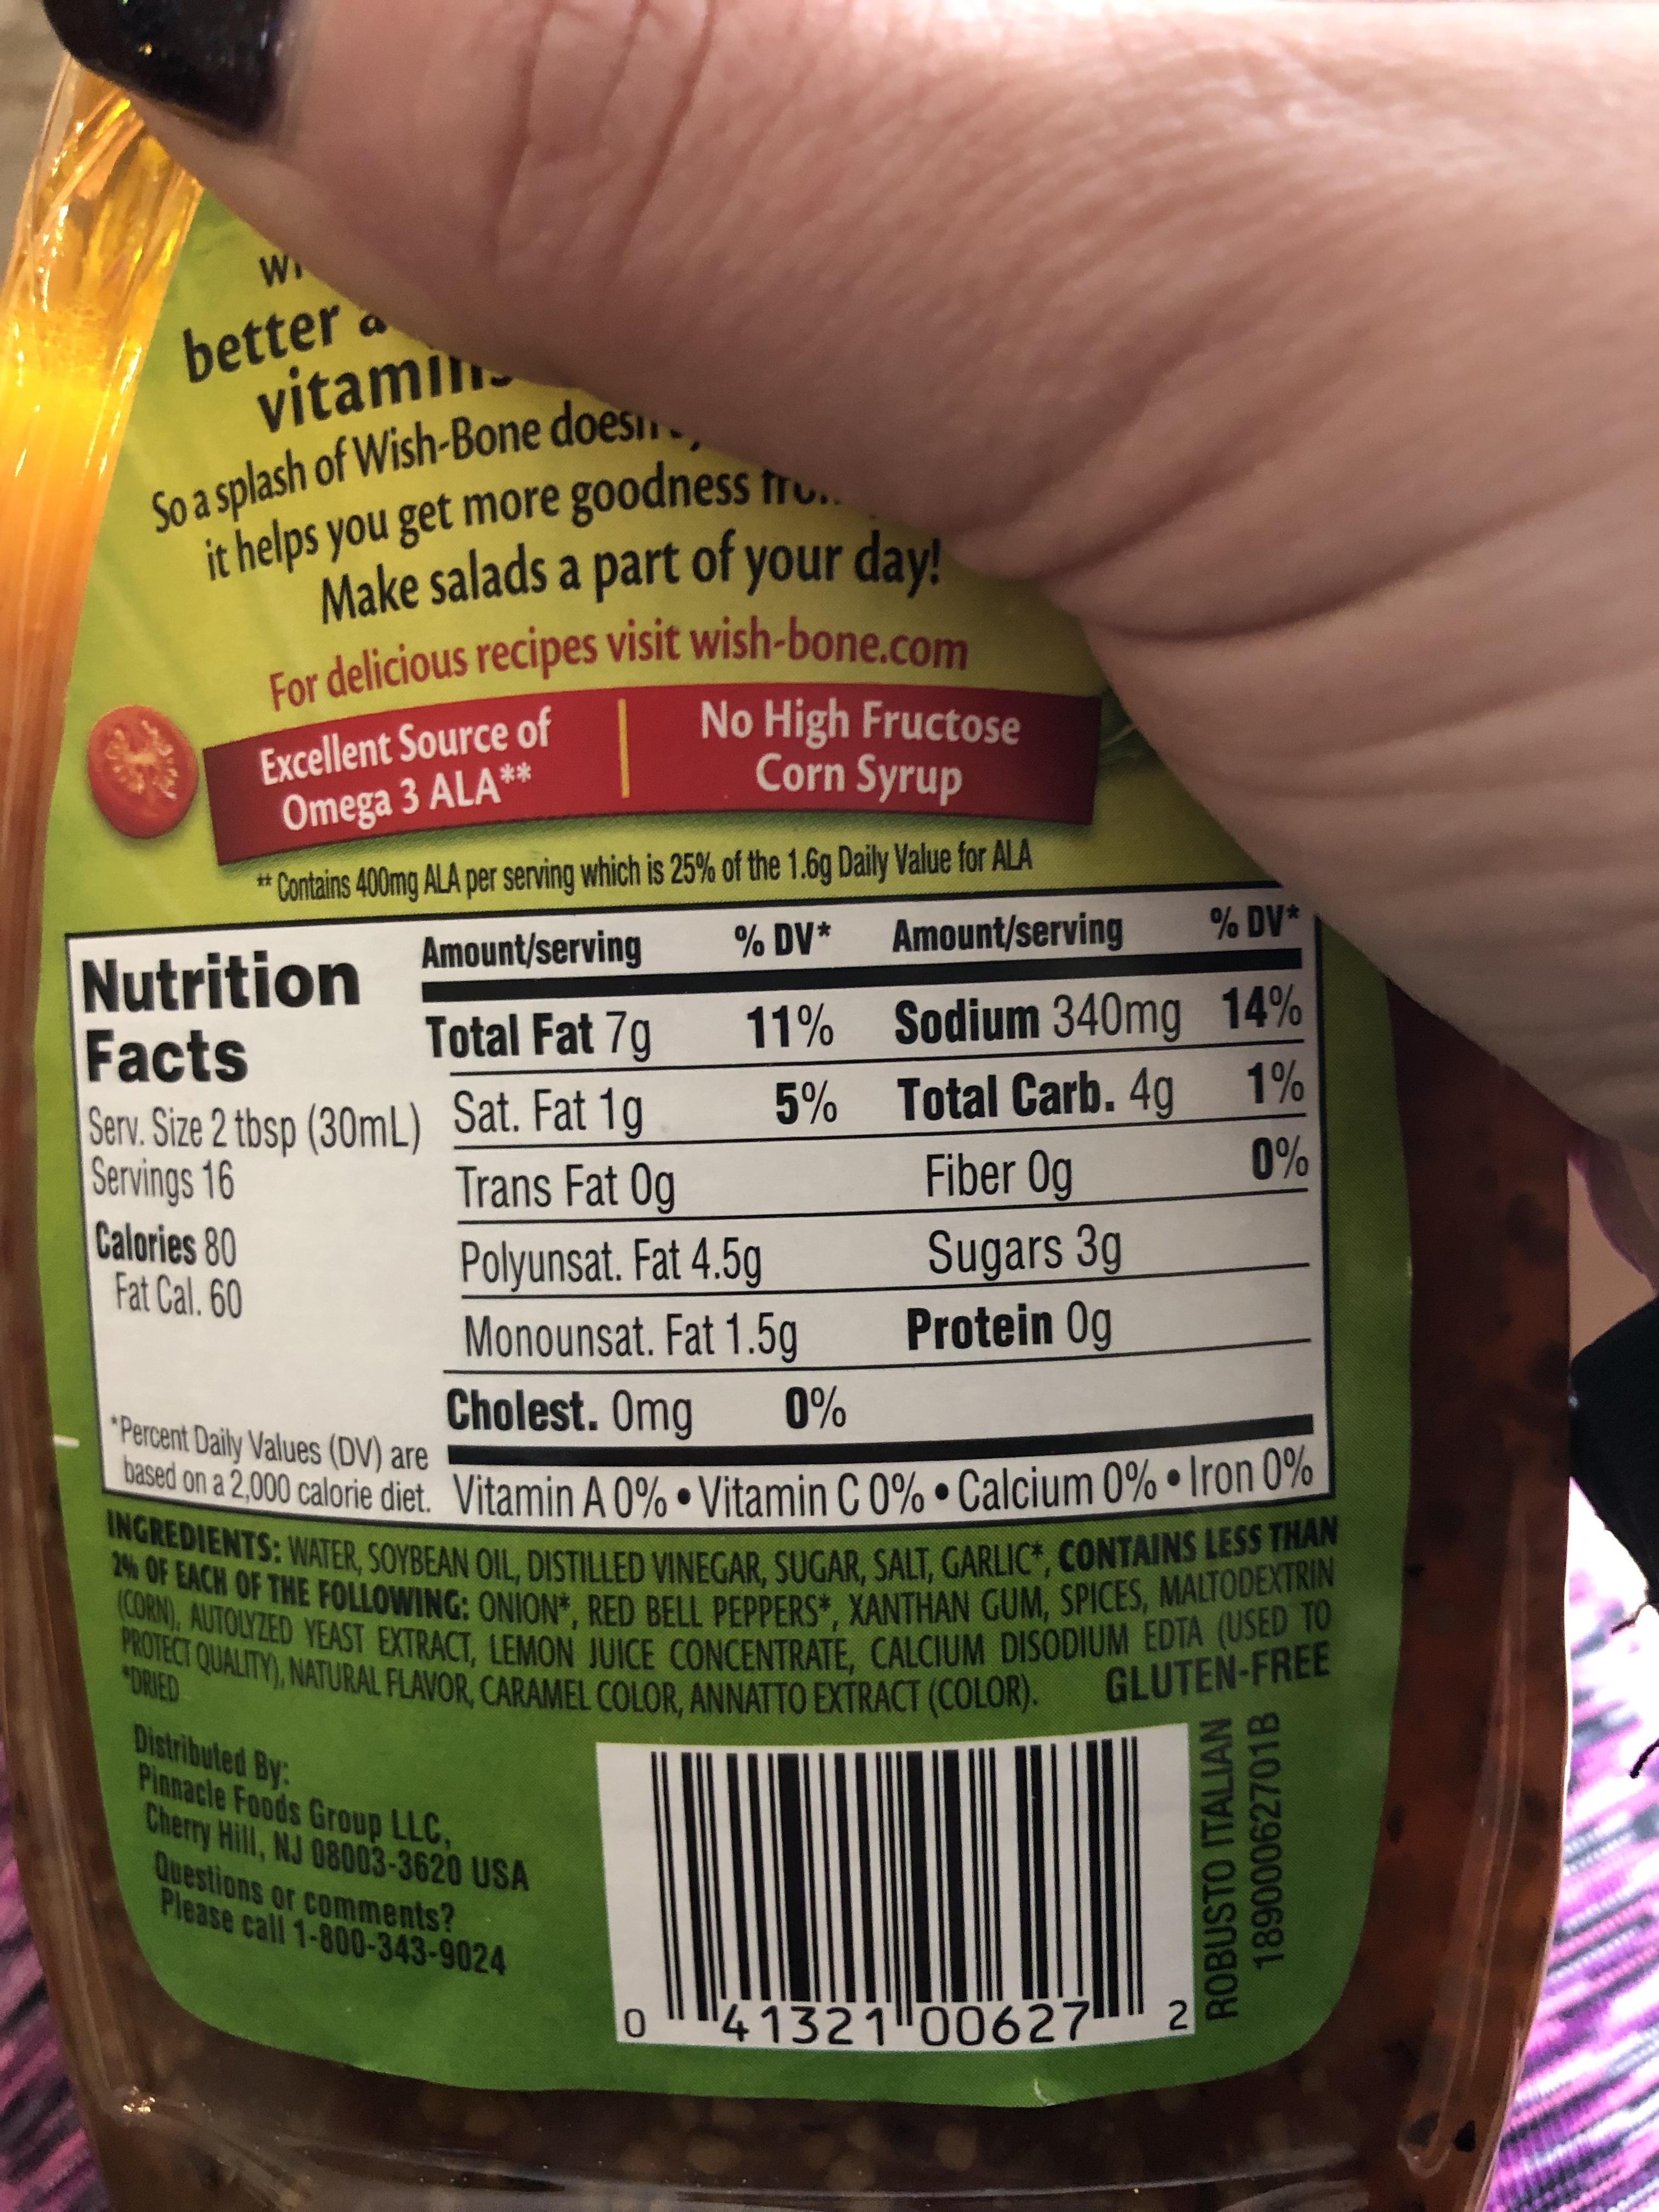 better
vitamins
So a splash of Wish-Bone
it helps you get more goodness
Make salads a part of your day!
For delicious recipes visit wish-bone.com
Excellent Source of
Omega 3 ALA**
No High Fructose
Corn Syrup
** Contains 400mg ALA per serving which is 25% of the 1.6g Daily Value for ALA
Nutrition
Facts
Serv. Size 2 tbsp (30mL)
Servings 16
Calories 80
Fat Cal. 60
*Percent Daily Values (DV) are
based on a 2,000 calorie diet.
Amount/serving % DV* Amount/serving % DV*
Total Fat 7g 11% Sodium 340mg 14%
Sat. Fat 1g 5% Total Carb. 4g 1%
Trans Fat 0g Fiber 0g 0%
Polyunsat. Fat 4.5g Sugars 3g
Monounsat. Fat 1.5g Protein 0g
Cholest. 0mg 0%
Vitamin A 0% • Vitamin C 0% • Calcium 0% • Iron 0%
INGREDIENTS: WATER, SOYBEAN OIL, DISTILLED VINEGAR, SUGAR, SALT, GARLIC*, CONTAINS LESS THAN
2% OF EACH OF THE FOLLOWING: ONION*, RED BELL PEPPERS*, XANTHAN GUM, SPICES, MALTODEXTRIN
(CORN), AUTOLYZED YEAST EXTRACT, LEMON JUICE CONCENTRATE, CALCIUM DISODIUM EDTA (USED TO
PROTECT QUALITY), NATURAL FLAVOR, CARAMEL COLOR, ANNATTO EXTRACT (COLOR). GLUTEN-FREE
*DRIED
Distributed By:
Pinnacle Foods Group LLC,
Cherry Hill, NJ 08003-3620 USA
Questions or comments?
Please call 1-800-343-9024
0 41321 00627 2
ROBUSTO ITALIAN
18900062701B